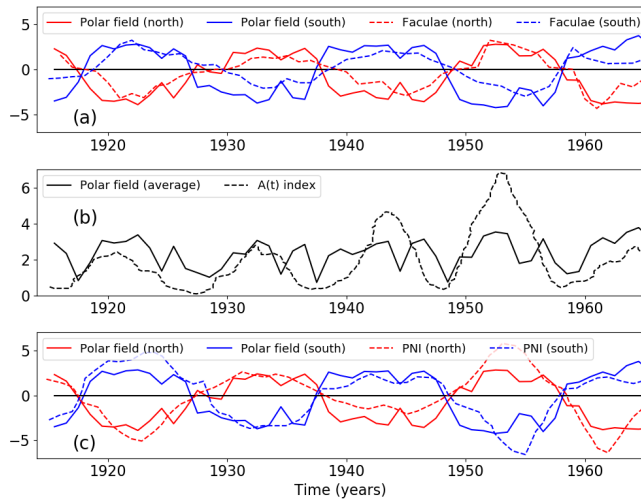 Polar field (north) Polar field (south) Faculae (north) Faculae (south)
5
0
−5
(a)
1920 1930 1940 1950 1960
Polar field (average) A(t) index
6
4
2
0
(b)
1920 1930 1940 1950 1960
Polar field (north) Polar field (south) PNI (north) PNI (south)
5
0
−5
(c)
1920 1930 1940 1950 1960
Time (years)